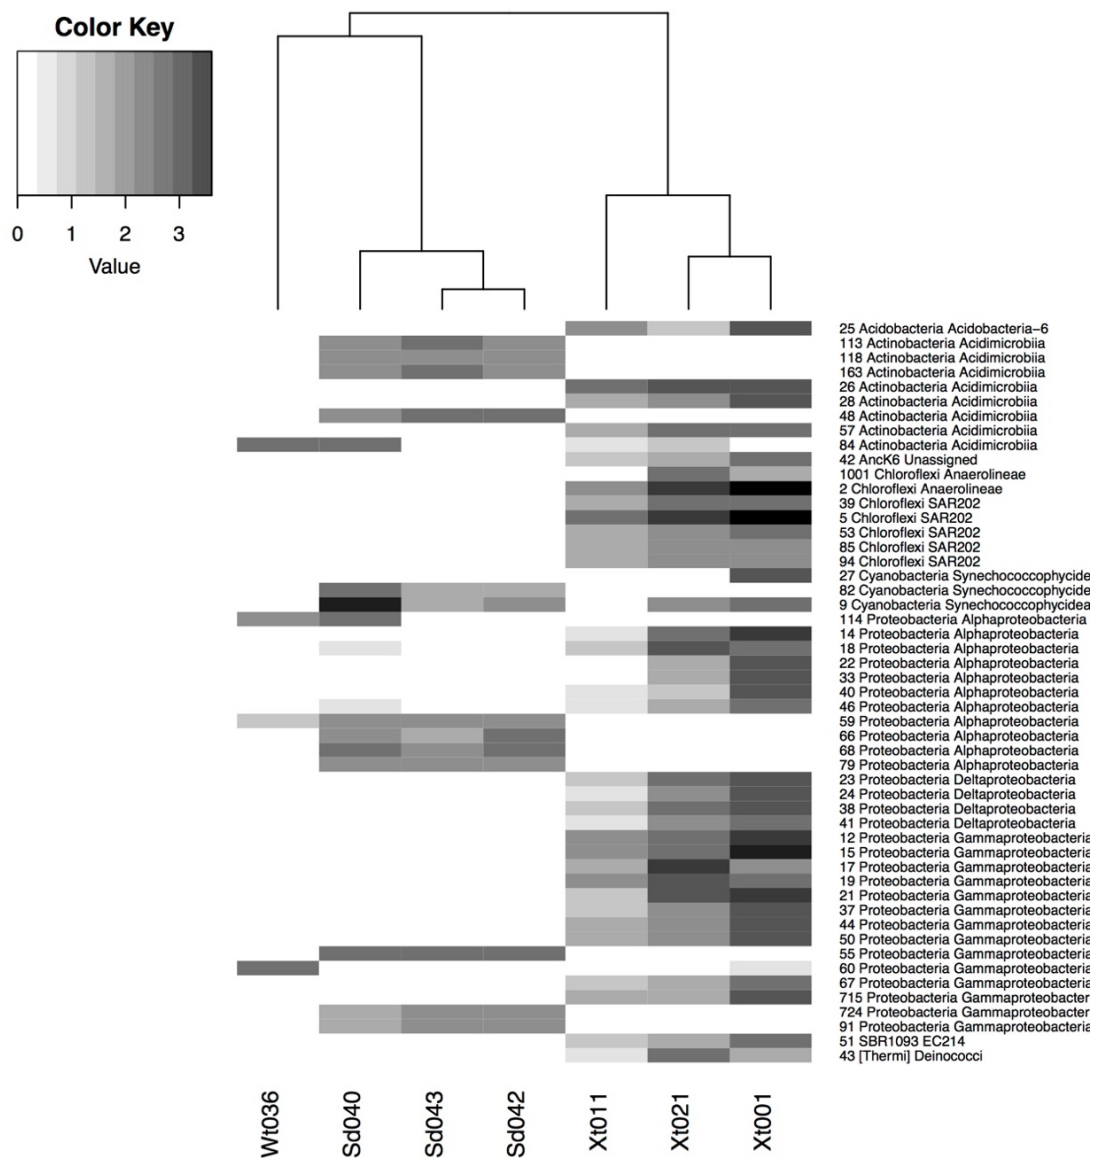 Color Key
0 1 2 3
Value
25 Acidobacteria Acidobacteria−6
113 Actinobacteria Acidimicrobiia
118 Actinobacteria Acidimicrobiia
163 Actinobacteria Acidimicrobiia
26 Actinobacteria Acidimicrobiia
28 Actinobacteria Acidimicrobiia
48 Actinobacteria Acidimicrobiia
57 Actinobacteria Acidimicrobiia
84 Actinobacteria Acidimicrobiia
42 AncK6 Unassigned
1001 Chloroflexi Anaerolineae
2 Chloroflexi Anaerolineae
39 Chloroflexi SAR202
5 Chloroflexi SAR202
53 Chloroflexi SAR202
85 Chloroflexi SAR202
94 Chloroflexi SAR202
27 Cyanobacteria Synechococcophycide
82 Cyanobacteria Synechococcophycide
9 Cyanobacteria Synechococcophycidea
114 Proteobacteria Alphaproteobacteria
14 Proteobacteria Alphaproteobacteria
18 Proteobacteria Alphaproteobacteria
22 Proteobacteria Alphaproteobacteria
33 Proteobacteria Alphaproteobacteria
40 Proteobacteria Alphaproteobacteria
46 Proteobacteria Alphaproteobacteria
59 Proteobacteria Alphaproteobacteria
66 Proteobacteria Alphaproteobacteria
68 Proteobacteria Alphaproteobacteria
79 Proteobacteria Alphaproteobacteria
23 Proteobacteria Deltaproteobacteria
24 Proteobacteria Deltaproteobacteria
38 Proteobacteria Deltaproteobacteria
41 Proteobacteria Deltaproteobacteria
12 Proteobacteria Gammaproteobacteria
15 Proteobacteria Gammaproteobacteria
17 Proteobacteria Gammaproteobacteria
19 Proteobacteria Gammaproteobacteria
21 Proteobacteria Gammaproteobacteria
37 Proteobacteria Gammaproteobacteria
44 Proteobacteria Gammaproteobacteria
50 Proteobacteria Gammaproteobacteria
55 Proteobacteria Gammaproteobacteria
60 Proteobacteria Gammaproteobacteria
67 Proteobacteria Gammaproteobacteria
715 Proteobacteria Gammaproteobacter
724 Proteobacteria Gammaproteobacter
91 Proteobacteria Gammaproteobacteria
51 SBR1093 EC214
43 [Thermi] Deinococci
Wt036 Sd040 Sd043 Sd042 Xt011 Xt021 Xt001